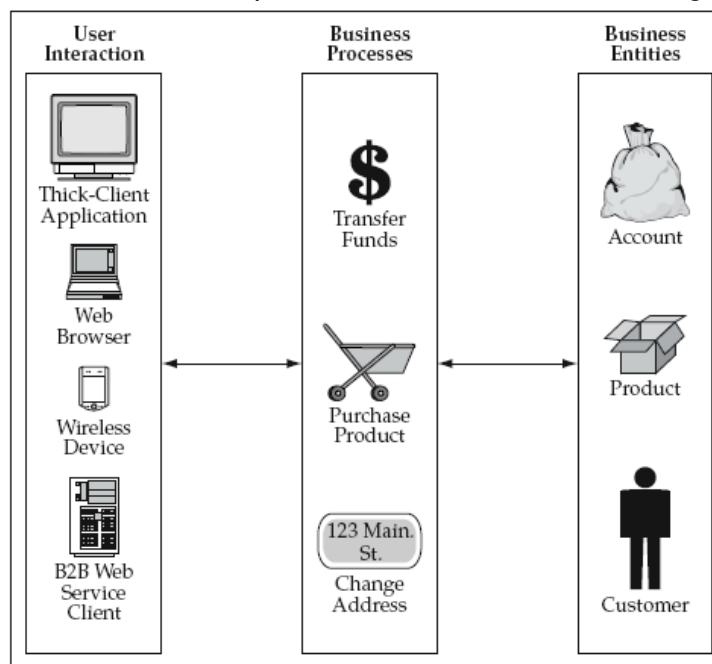 User
Interaction
Thick-Client
Application
Web
Browser
Wireless
Device
B2B Web
Service
Client
Business
Processes
$
Transfer
Funds
Purchase
Product
123 Main.
St.
Change
Address
Business
Entities
Account
Product
Customer